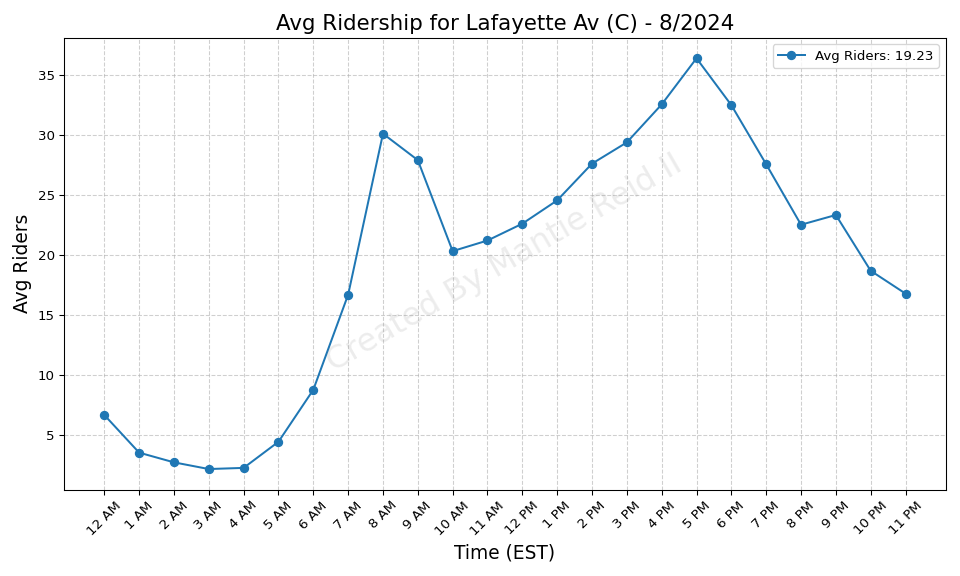 Avg Ridership for Lafayette Av (C) - 8/2024
Avg Riders: 19.23
Avg Riders
35
30
25
20
15
10
5
Created By Mantie Reid II
12 AM
1 AM
2 AM
3 AM
4 AM
5 AM
6 AM
7 AM
8 AM
9 AM
10 AM
11 AM
12 PM
1 PM
2 PM
3 PM
4 PM
5 PM
6 PM
7 PM
8 PM
9 PM
10 PM
11 PM
Time (EST)